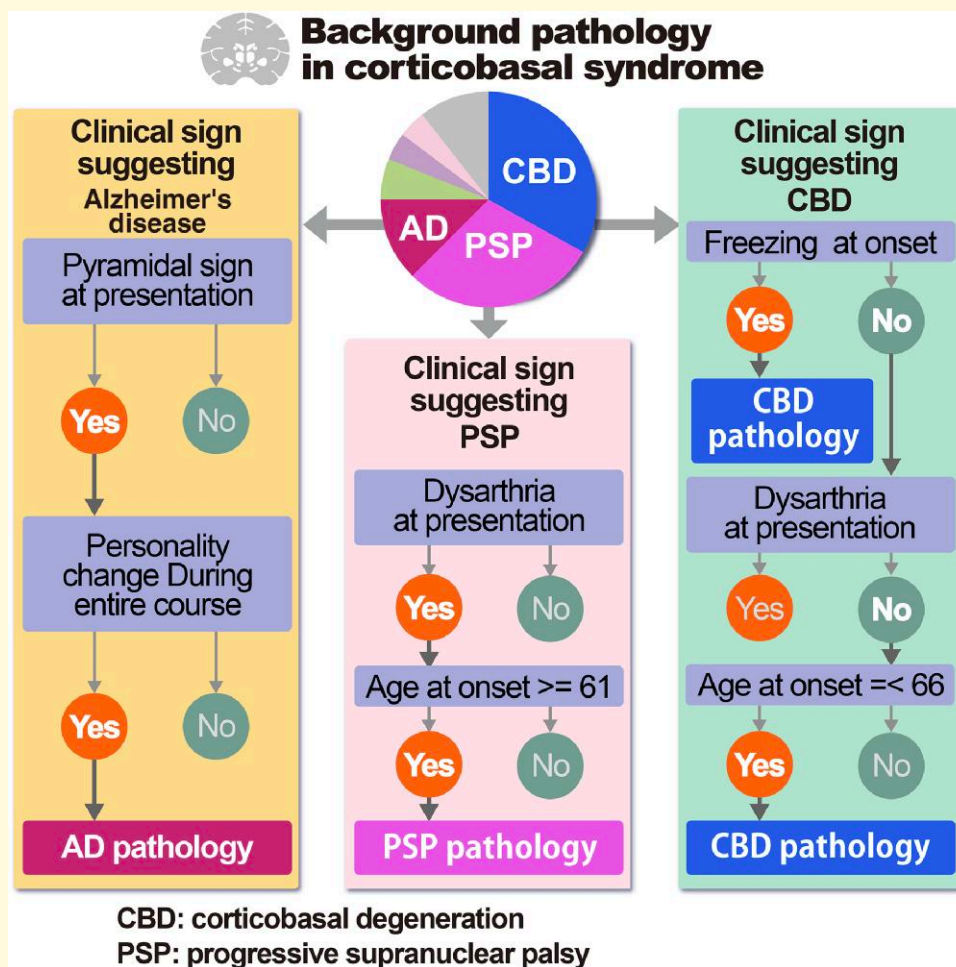 Background pathology
in corticobasal syndrome
Clinical sign
suggesting
Alzheimer's
disease
Pyramidal sign
at presentation
Yes
No
Personality
change During
entire course
Yes
No
AD pathology
CBD
AD
PSP
Clinical sign
suggesting
PSP
Dysarthria
at presentation
Yes
No
Age at onset >= 61
Yes
No
PSP pathology
Clinical sign
suggesting
CBD
Freezing at onset
Yes
No
CBD
pathology
Dysarthria
at presentation
Yes
No
Age at onset =< 66
Yes
No
CBD pathology
CBD: corticobasal degeneration
PSP: progressive supranuclear palsy